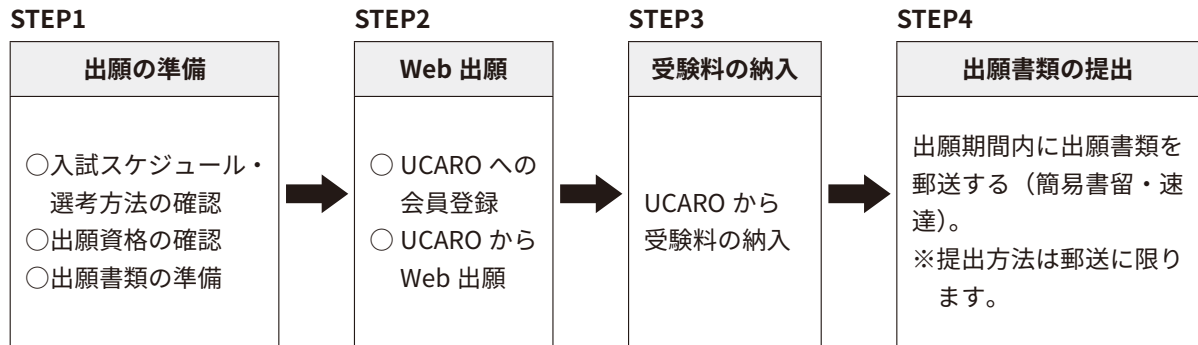 STEP1
出願の準備
○入試スケジュール・
選考方法の確認
○出願資格の確認
○出願書類の準備
STEP2
Web 出願
○ UCARO への
会員登録
○ UCARO から
Web 出願
STEP3
受験料の納入
UCARO から
受験料の納入
STEP4
出願書類の提出
出願期間内に出願書類を
郵送する（簡易書留・速
達）。
※提出方法は郵送に限り
ます。